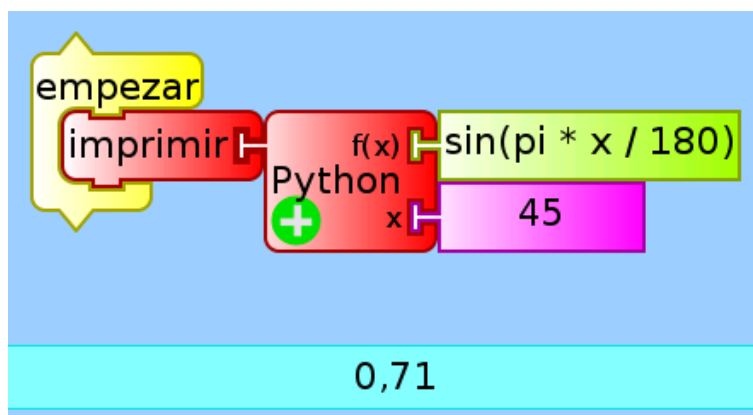 empezar
imprimir
f(x)
sin(pi * x / 180)
Python
x
45
0,71